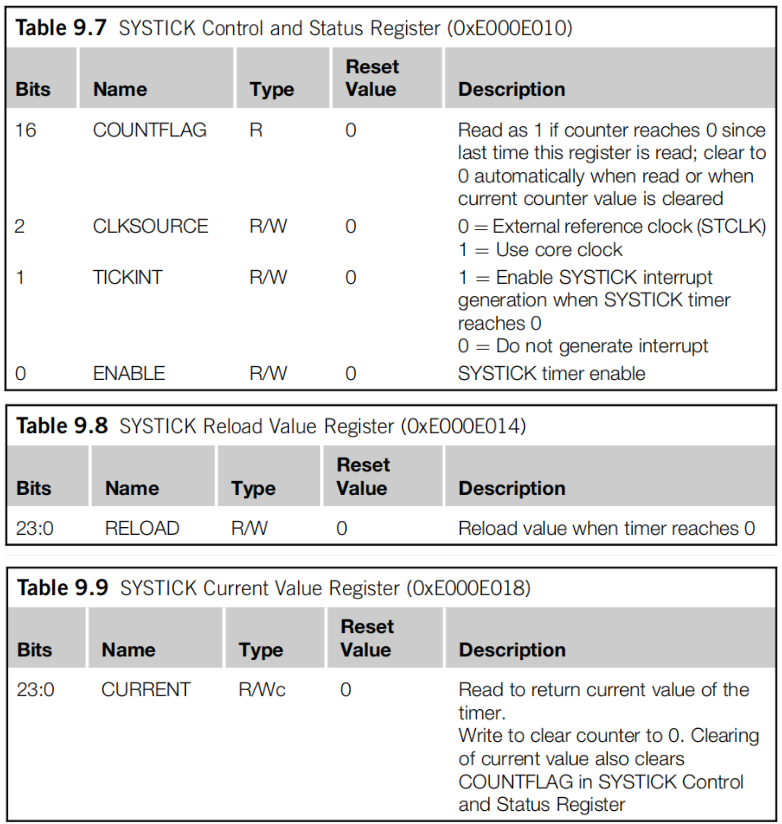 Table 9.7 SYSTICK Control and Status Register (0xE000E010)
Bits Name Type Reset Value Description
16 COUNTFLAG R 0 Read as 1 if counter reaches 0 since
last time this register is read; clear to
0 automatically when read or when
current counter value is cleared
2 CLKSOURCE R/W 0 0 = External reference clock (STCLK)
1 = Use core clock
1 TICKINT R/W 0 1 = Enable SYSTICK interrupt
generation when SYSTICK timer
reaches 0
0 = Do not generate interrupt
0 ENABLE R/W 0 SYSTICK timer enable
Table 9.8 SYSTICK Reload Value Register (0xE000E014)
Bits Name Type Reset Value Description
23:0 RELOAD R/W 0 Reload value when timer reaches 0
Table 9.9 SYSTICK Current Value Register (0xE000E018)
Bits Name Type Reset Value Description
23:0 CURRENT R/Wc 0 Read to return current value of the
timer.
Write to clear counter to 0. Clearing
of current value also clears
COUNTFLAG in SYSTICK Control
and Status Register